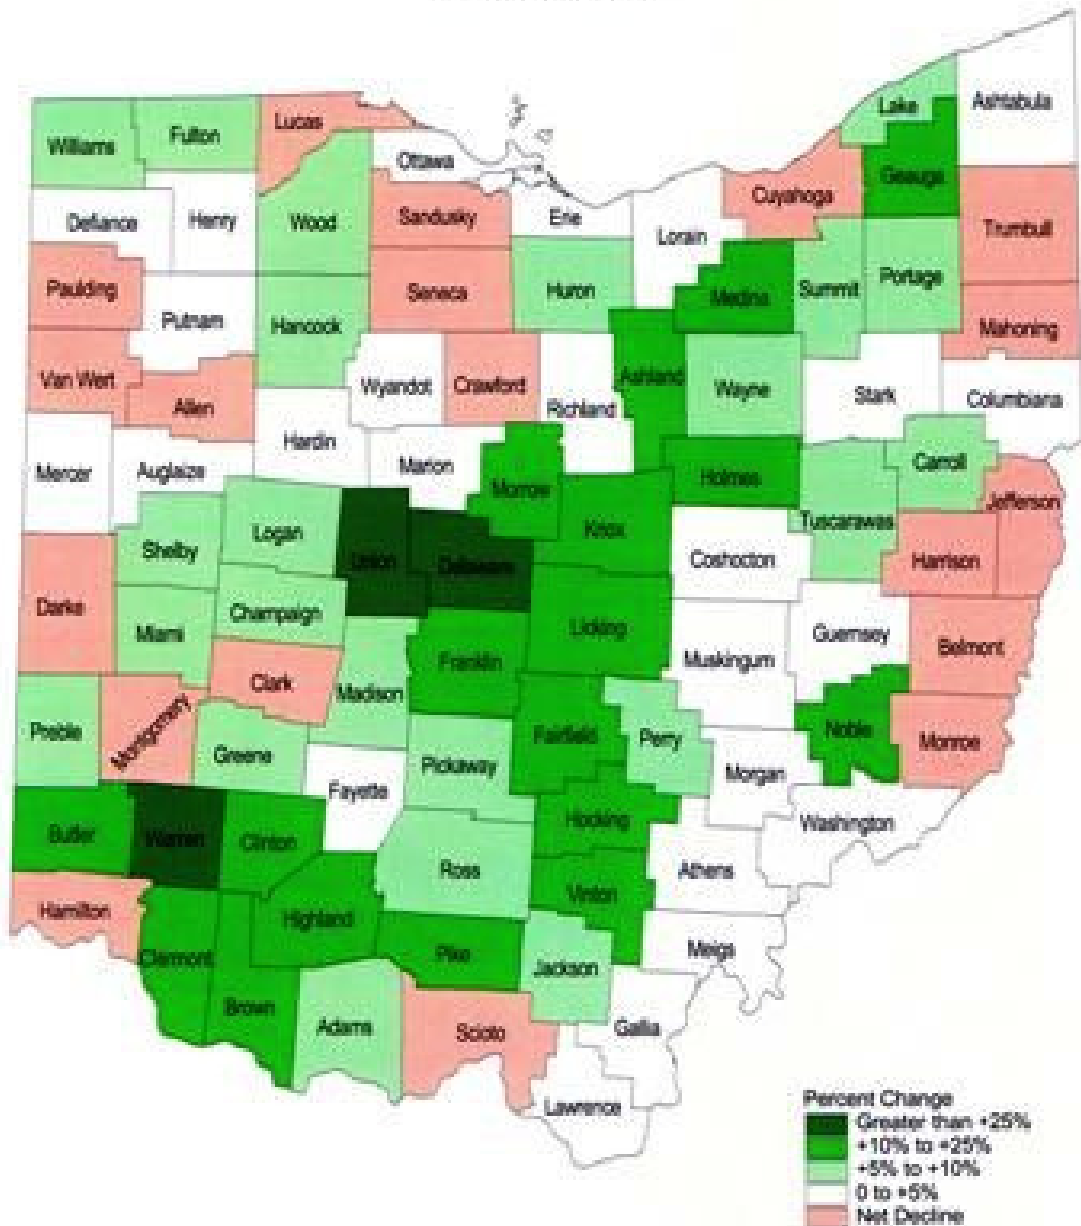 Williams
Fulton
Lucas
Ottawa
Lake
Ashtabula
Geauga
Cuyahoga
Defiance
Henry
Wood
Sandusky
Erie
Lorain
Trumbull
Paulding
Putnam
Hancock
Seneca
Huron
Medina
Summit
Portage
Mahoning
Van Wert
Allen
Wyandot
Crawford
Richland
Ashland
Wayne
Stark
Columbiana
Mercer
Auglaize
Hardin
Marion
Morrow
Holmes
Carroll
Jefferson
Shelby
Logan
Union
Delaware
Knox
Coshocton
Tuscarawas
Harrison
Darke
Miami
Champaign
Franklin
Licking
Muskingum
Guernsey
Belmont
Clark
Madison
Preble
Montgomery
Greene
Pickaway
Fairfield
Perry
Noble
Monroe
Morgan
Fayette
Washington
Butler
Warren
Clinton
Hocking
Ross
Athens
Hamilton
Highland
Vinton
Clermont
Pike
Jackson
Meigs
Brown
Adams
Scioto
Gallia
Lawrence
Percent Change
Greater than +25%
+10% to +25%
+5% to +10%
0 to +5%
Net Decline